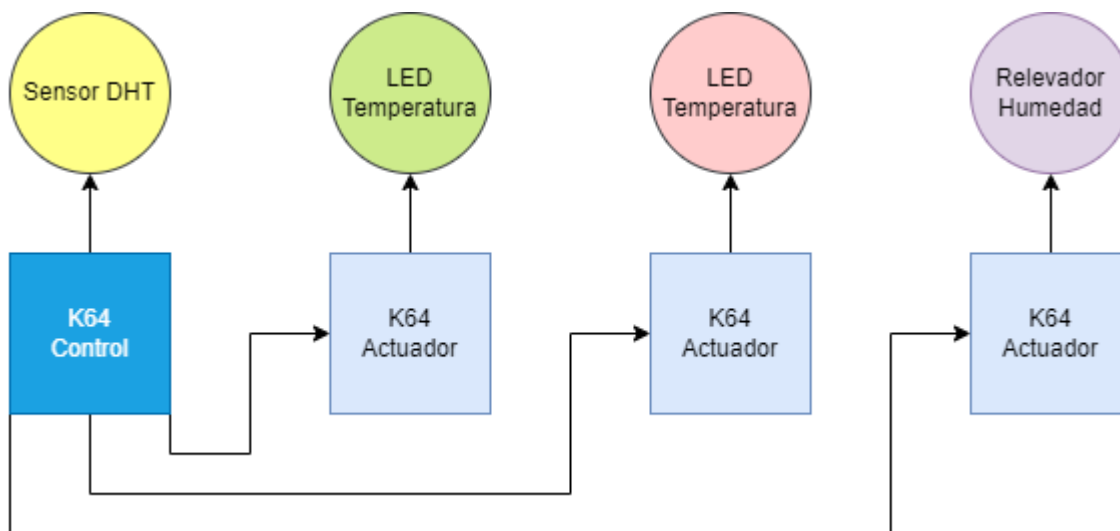 Sensor DHT
LED
Temperatura
LED
Temperatura
Relevador
Humedad
K64
Control
K64
Actuador
K64
Actuador
K64
Actuador